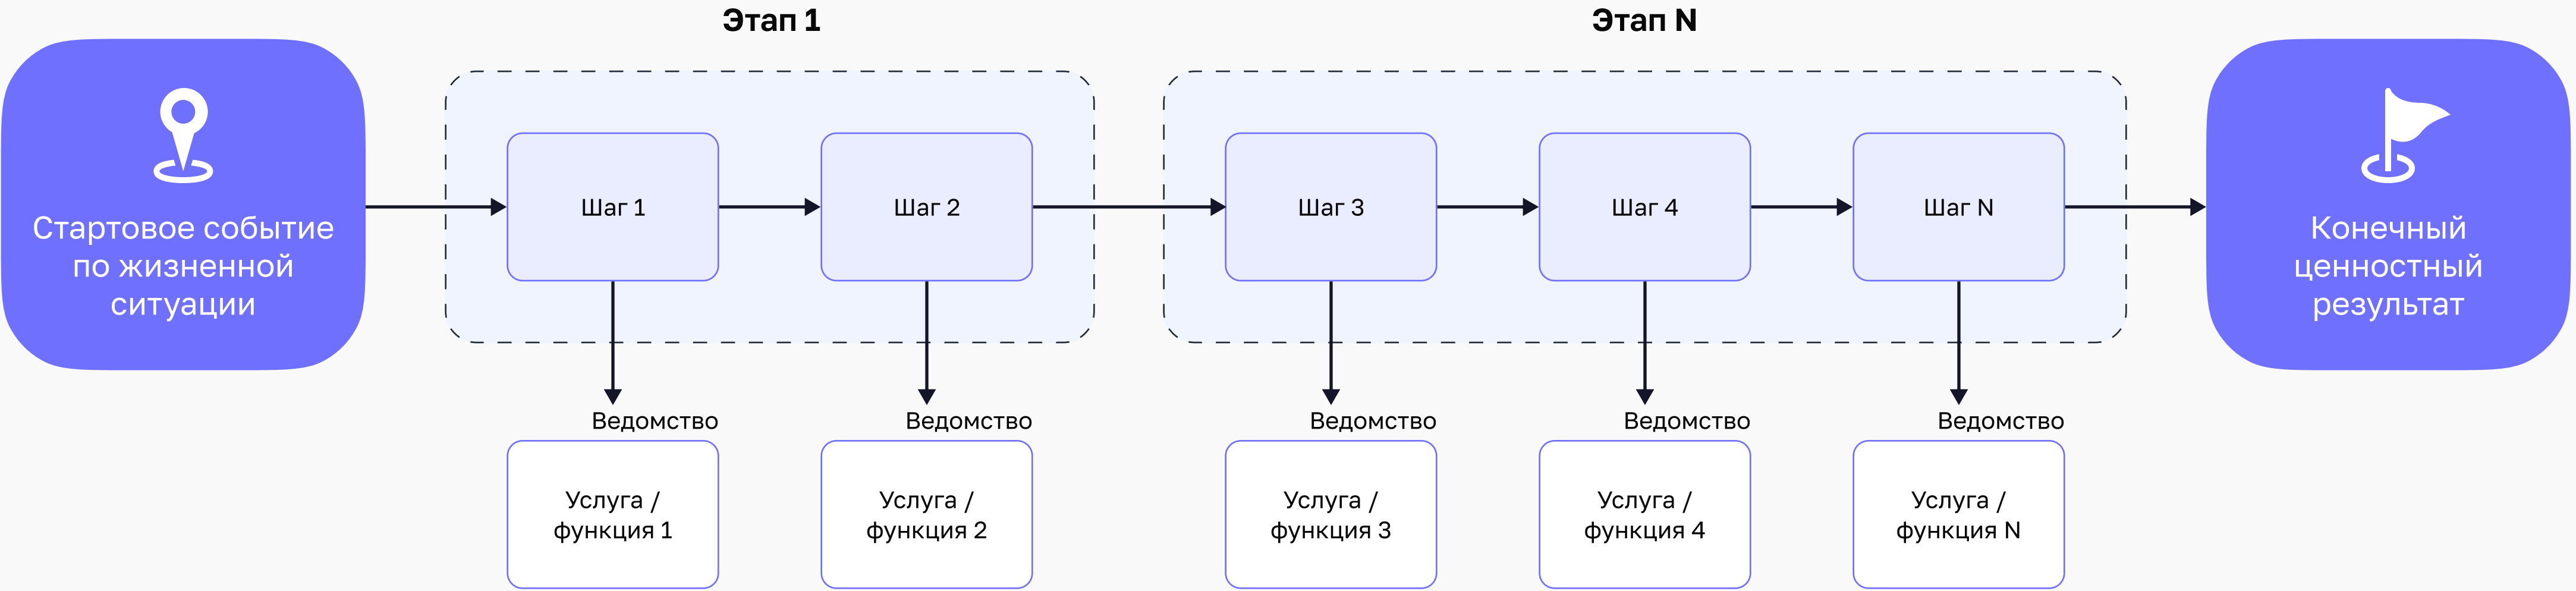 Этап 1
Этап N
Стартовое событие
по жизненной
ситуации
Шаг 1
Шаг 2
Шаг 3
Шаг 4
Шаг N
Конечный
ценностный
результат
Ведомство
Ведомство
Ведомство
Ведомство
Ведомство
Услуга /
функция 1
Услуга /
функция 2
Услуга /
функция 3
Услуга /
функция 4
Услуга /
функция N